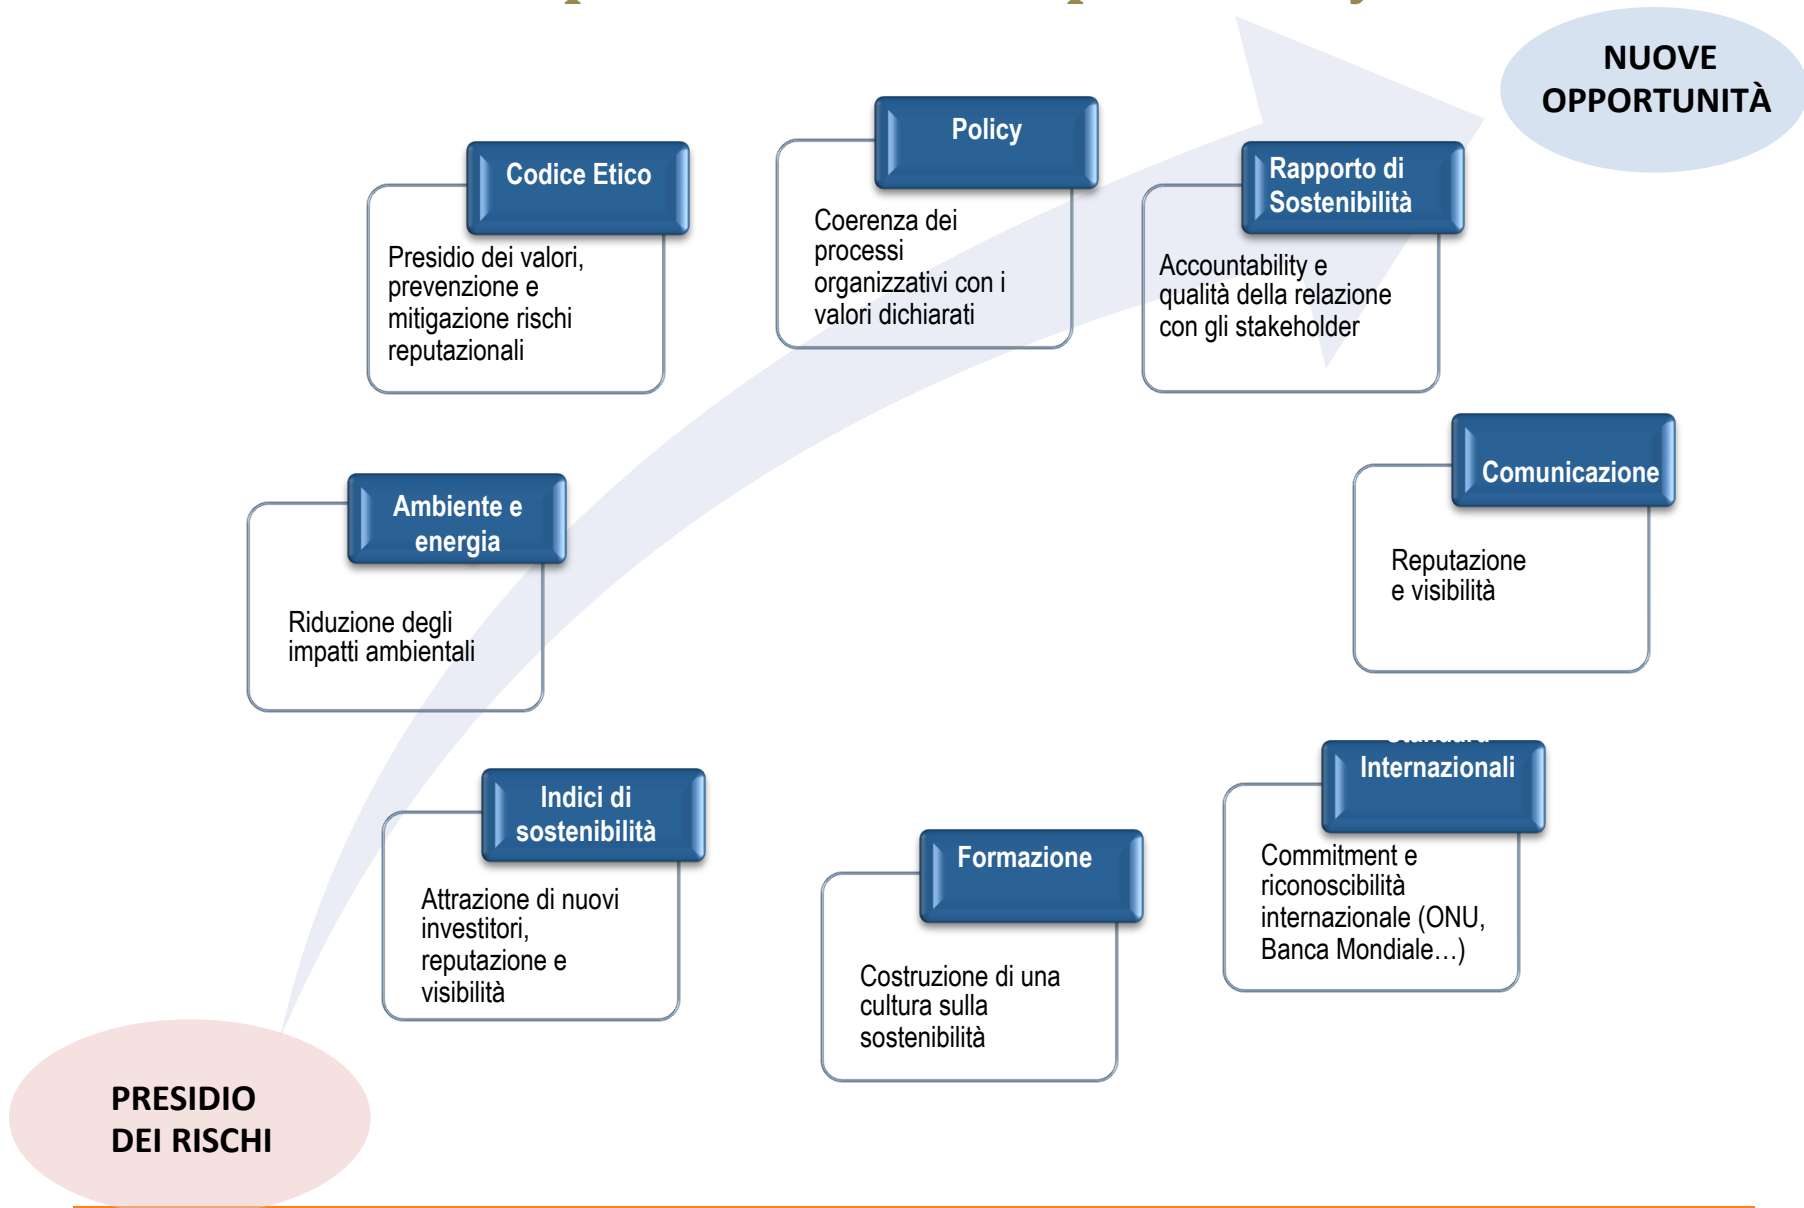 NUOVE
OPPORTUNITÀ
Codice Etico
Presidio dei valori,
prevenzione e
mitigazione rischi
reputazionali
Policy
Coerenza dei
processi
organizzativi con i
valori dichiarati
Rapporto di
Sostenibilità
Accountability e
qualità della relazione
con gli stakeholder
Comunicazione
Reputazione
e visibilità
Ambiente e
energia
Riduzione degli
impatti ambientali
Internazionali
Commitment e
riconoscibilità
internazionale (ONU,
Banca Mondiale…)
Indici di
sostenibilità
Attrazione di nuovi
investitori,
reputazione e
visibilità
Formazione
Costruzione di una
cultura sulla
sostenibilità
PRESIDIO
DEI RISCHI